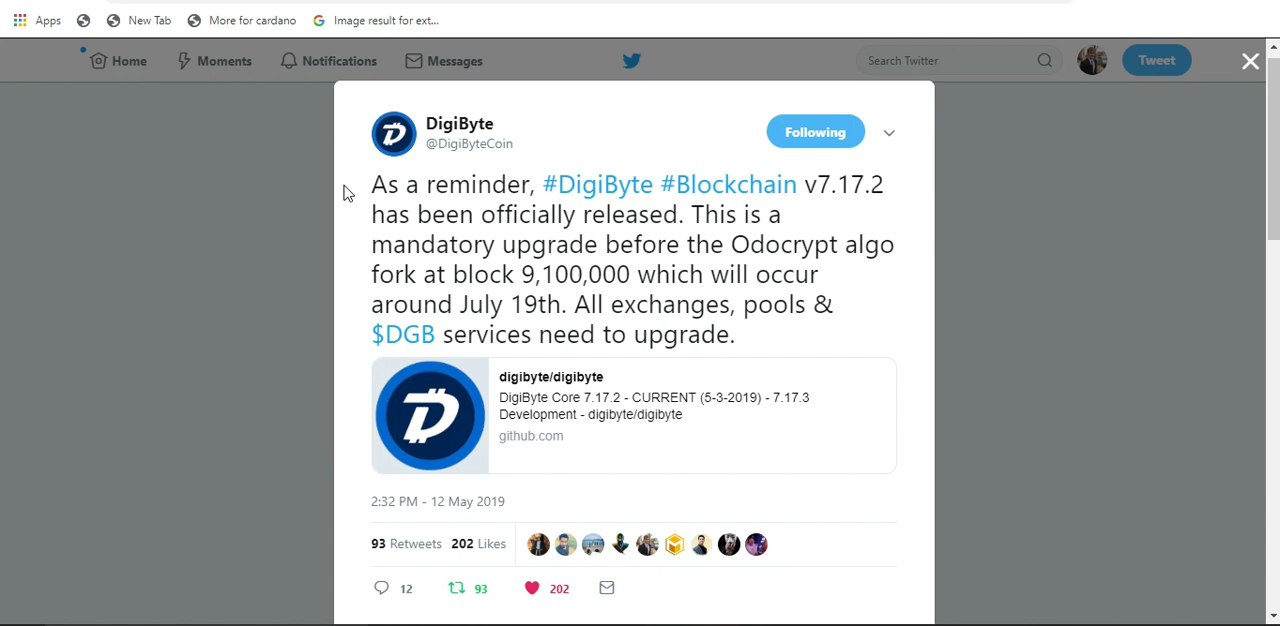 Apps New Tab More for cardano Image result for ext...
Home Moments Notifications Messages Search Twitter Tweet
DigiByte
@DigiByteCoin
Following
As a reminder, #DigiByte #Blockchain v7.17.2
has been officially released. This is a
mandatory upgrade before the Odocrypt algo
fork at block 9,100,000 which will occur
around July 19th. All exchanges, pools &
$DGB services need to upgrade.
digibyte/digibyte
DigiByte Core 7.17.2 - CURRENT (5-3-2019) - 7.17.3
Development - digibyte/digibyte
github.com
2:32 PM - 12 May 2019
93 Retweets 202 Likes
12 93 202